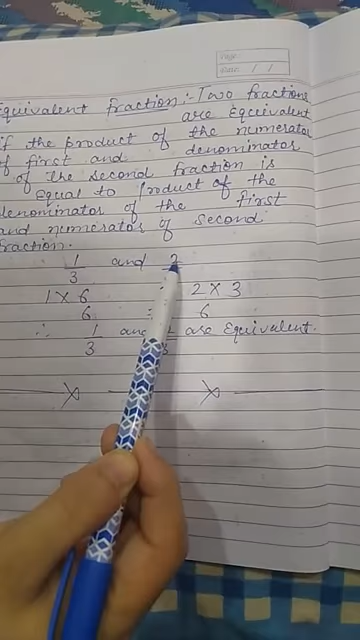 Page:
Date: / /
Equivalent fraction :- Two fractions
are Equivalent
if the product of the numerator
of first and denominator
of the second fraction is
Equal to Product of the
denominator of the first
and numerator of second
fraction.
1/3 and 2
1 X 6 2 X 3
6 = 6
∴ 1/3 and are Equivalent.